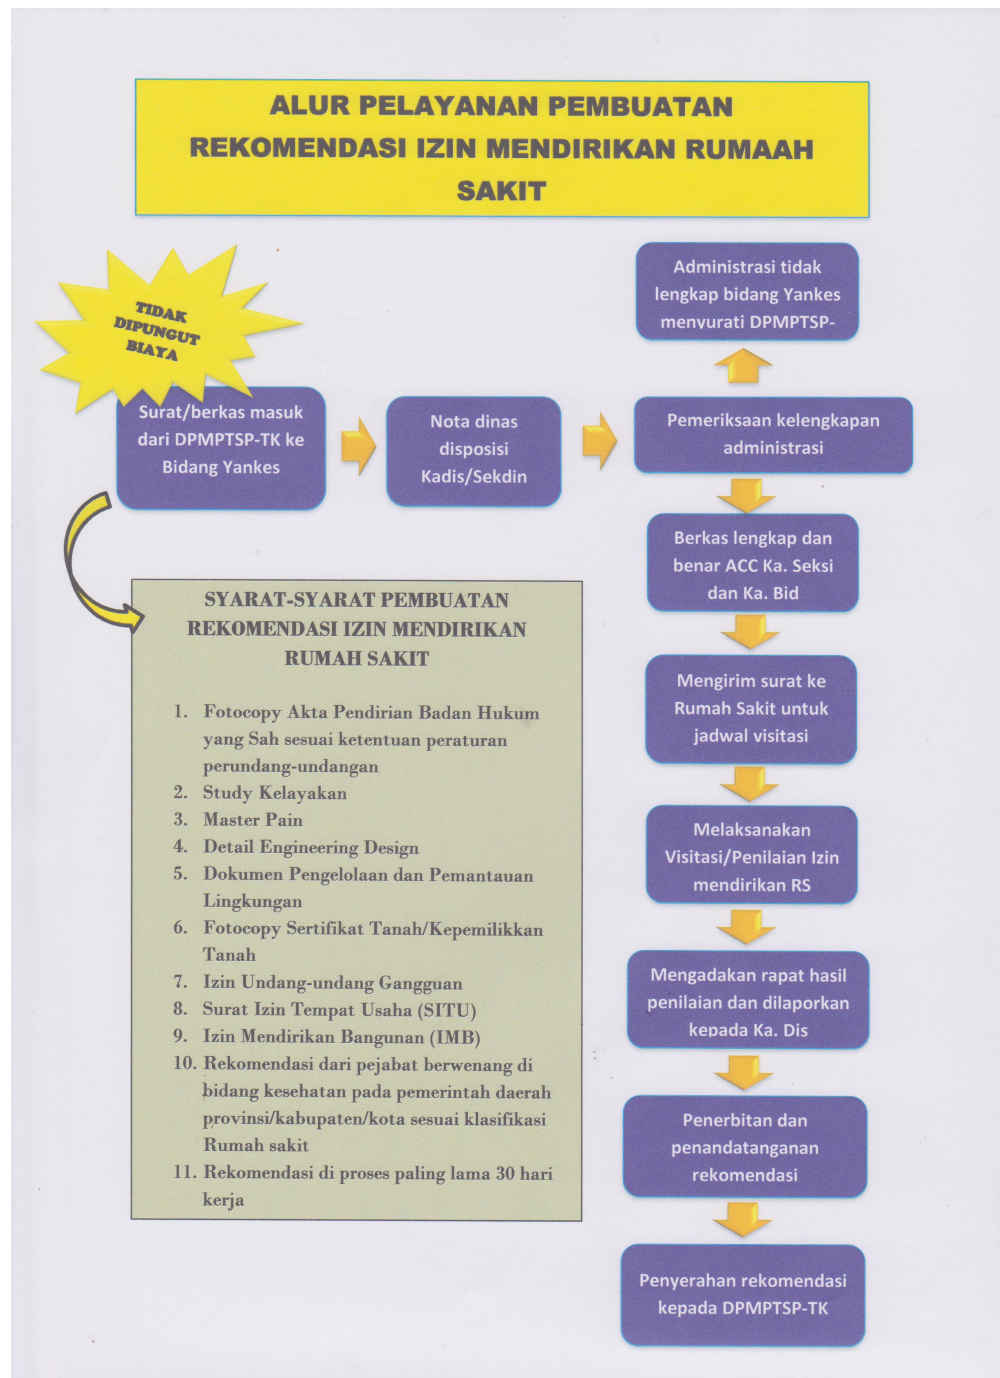 ALUR PELAYANAN PEMBUATAN
REKOMENDASI IZIN MENDIRIKAN RUMAAH
SAKIT
TIDAK
DIPUNGUT
BIAYA
Surat/berkas masuk
dari DPMPTSP-TK ke
Bidang Yankes
Nota dinas
disposisi
Kadis/Sekdin
Pemeriksaan kelengkapan
administrasi
Administrasi tidak
lengkap bidang Yankes
menyurati DPMPTSP-
Berkas lengkap dan
benar ACC Ka. Seksi
dan Ka. Bid
Mengirim surat ke
Rumah Sakit untuk
jadwal visitasi
Melaksanakan
Visitasi/Penilaian Izin
mendirikan RS
Mengadakan rapat hasil
penilaian dan dilaporkan
kepada Ka. Dis
Penerbitan dan
penandatanganan
rekomendasi
Penyerahan rekomendasi
kepada DPMPTSP-TK
SYARAT-SYARAT PEMBUATAN
REKOMENDASI IZIN MENDIRIKAN
RUMAH SAKIT
1. Fotocopy Akta Pendirian Badan Hukum
yang Sah sesuai ketentuan peraturan
perundang-undangan
2. Study Kelayakan
3. Master Pain
4. Detail Engineering Design
5. Dokumen Pengelolaan dan Pemantauan
Lingkungan
6. Fotocopy Sertifikat Tanah/Kepemilikkan
Tanah
7. Izin Undang-undang Gangguan
8. Surat Izin Tempat Usaha (SITU)
9. Izin Mendirikan Bangunan (IMB)
10. Rekomendasi dari pejabat berwenang di
bidang kesehatan pada pemerintah daerah
provinsi/kabupaten/kota sesuai klasifikasi
Rumah sakit
11. Rekomendasi di proses paling lama 30 hari
kerja